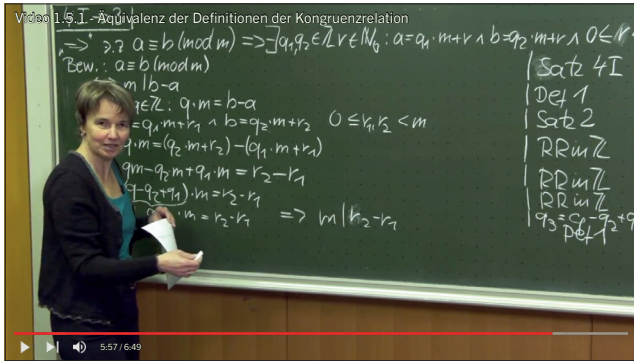 Video 1.5.1 - Äquivalenz der Definitionen der Kongruenzrelation
"→" z.z a ≡ b (mod m) => ∃ q₁,q₂ ∈ ℤ, r ∈ ℕ₀ : a = q₁·m+r ∧ b = q₂·m+r ∧ 0 ≤ r
Bew.: a ≡ b (mod m)
m | b-a
∈ ℤ : q·m = b-a
= q₁·m+r₁ ∧ b = q₂·m+r₂ 0 ≤ r₁,r₂ < m
·m = (q₂·m+r₂) - (q₁·m+r₁)
qm - q₂m + q₁·m = r₂ - r₁
q-q₂+q₁)·m = r₂-r₁
·m = r₂-r₁ => m | r₂-r₁
Satz 4I
Def 1
Satz 2
RR in ℤ
RR in ℤ
RR in ℤ
q₃ = q-q₂+q
Def 1
5:57 / 6:49